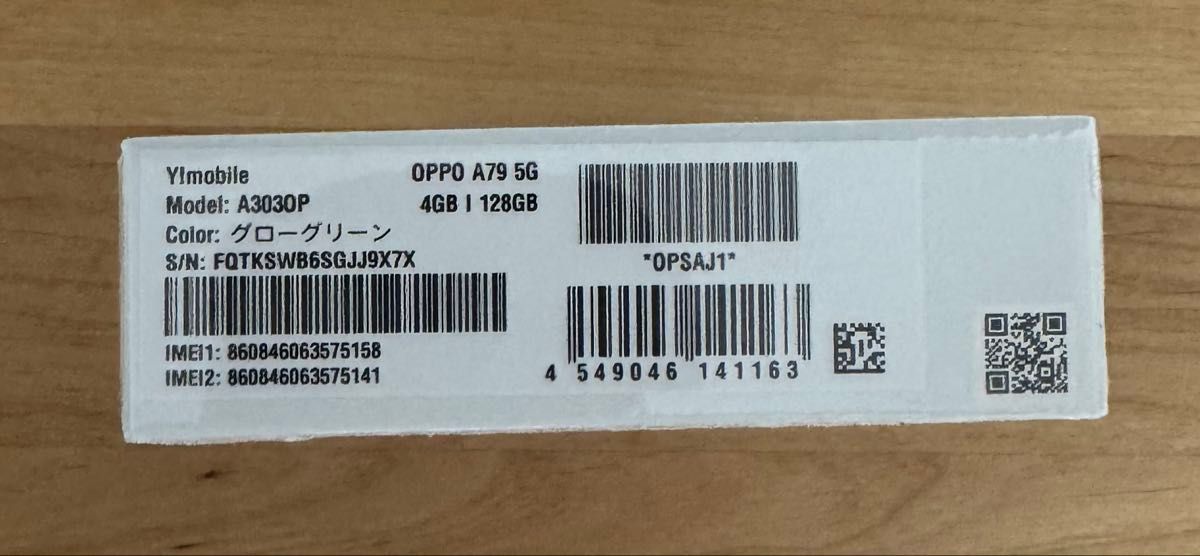 Y!mobile OPPO A79 5G
Model: A303OP 4GB | 128GB
Color: グローグリーン
S/N: FQTKSWB6SGJJ9X7X
IMEI1: 860846063575158
IMEI2: 860846063575141
*OPSAJ1*
4 549046 141163